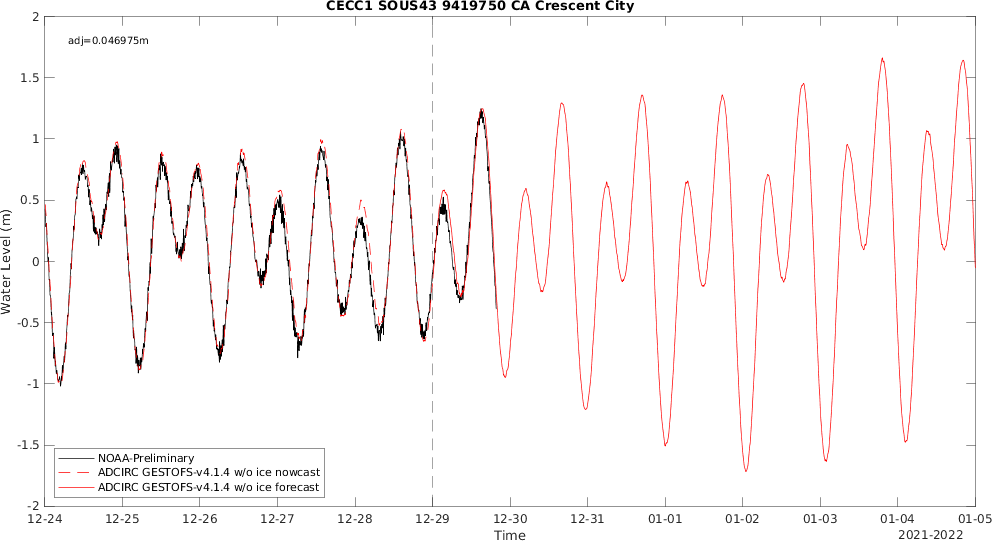 CECC1 SOUS43 9419750 CA Crescent City
adj=0.046975m
2
1.5
1
0.5
0
-0.5
-1
-1.5
-2
Water Level (m)
NOAA-Preliminary
ADCIRC GESTOFS-v4.1.4 w/o ice nowcast
ADCIRC GESTOFS-v4.1.4 w/o ice forecast
12-24 12-25 12-26 12-27 12-28 12-29 12-30 12-31 01-01 01-02 01-03 01-04 01-05
Time
2021-2022